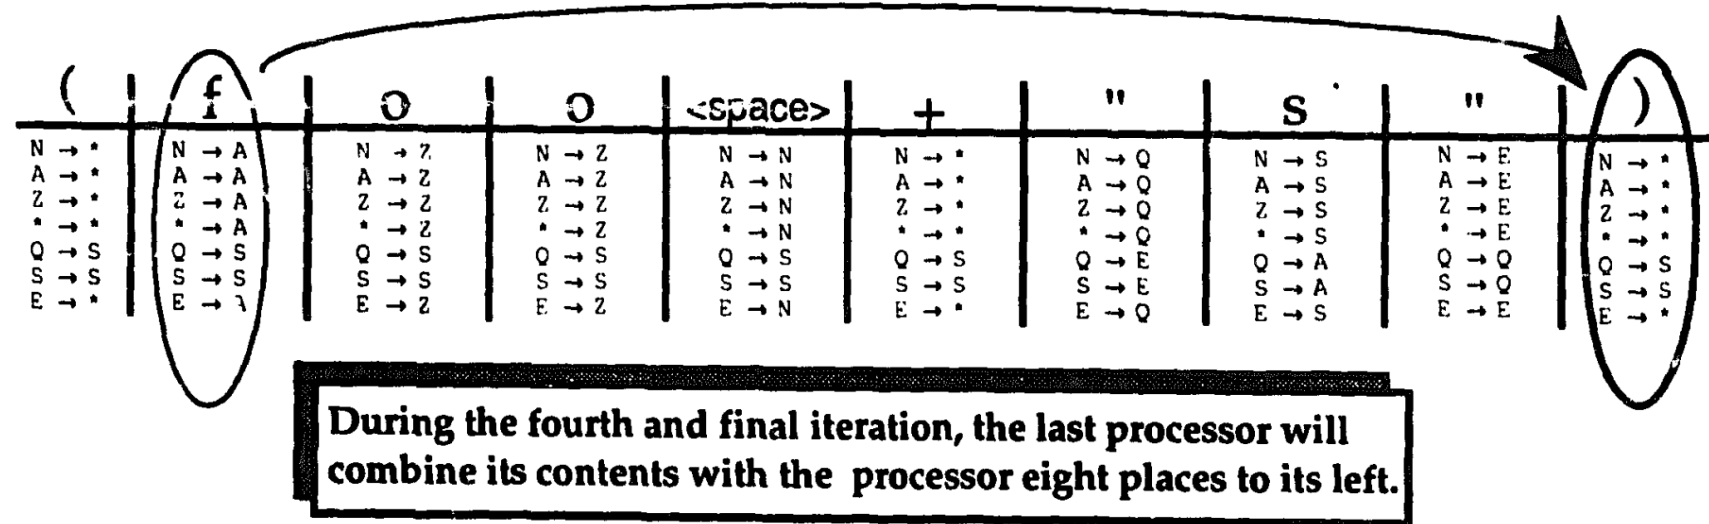 ( f O O <space> + " S " )
N → * N → A N → Z N → Z N → N N → * N → Q N → S N → E N → *
A → * A → A A → Z A → Z A → N A → * A → Q A → S A → E A → *
Z → * Z → A Z → Z Z → Z Z → N Z → * Z → Q Z → S Z → E Z → *
* → * * → A * → Z * → Z * → N * → * * → Q * → S * → E * → *
Q → S Q → S Q → S Q → S Q → S Q → S Q → E Q → A Q → Q Q → S
S → S S → S S → S S → S S → S S → S S → E S → A S → Q S → S
E → * E → E → Z E → Z E → N E → * E → Q E → S E → E E → *
During the fourth and final iteration, the last processor will
combine its contents with the processor eight places to its left.